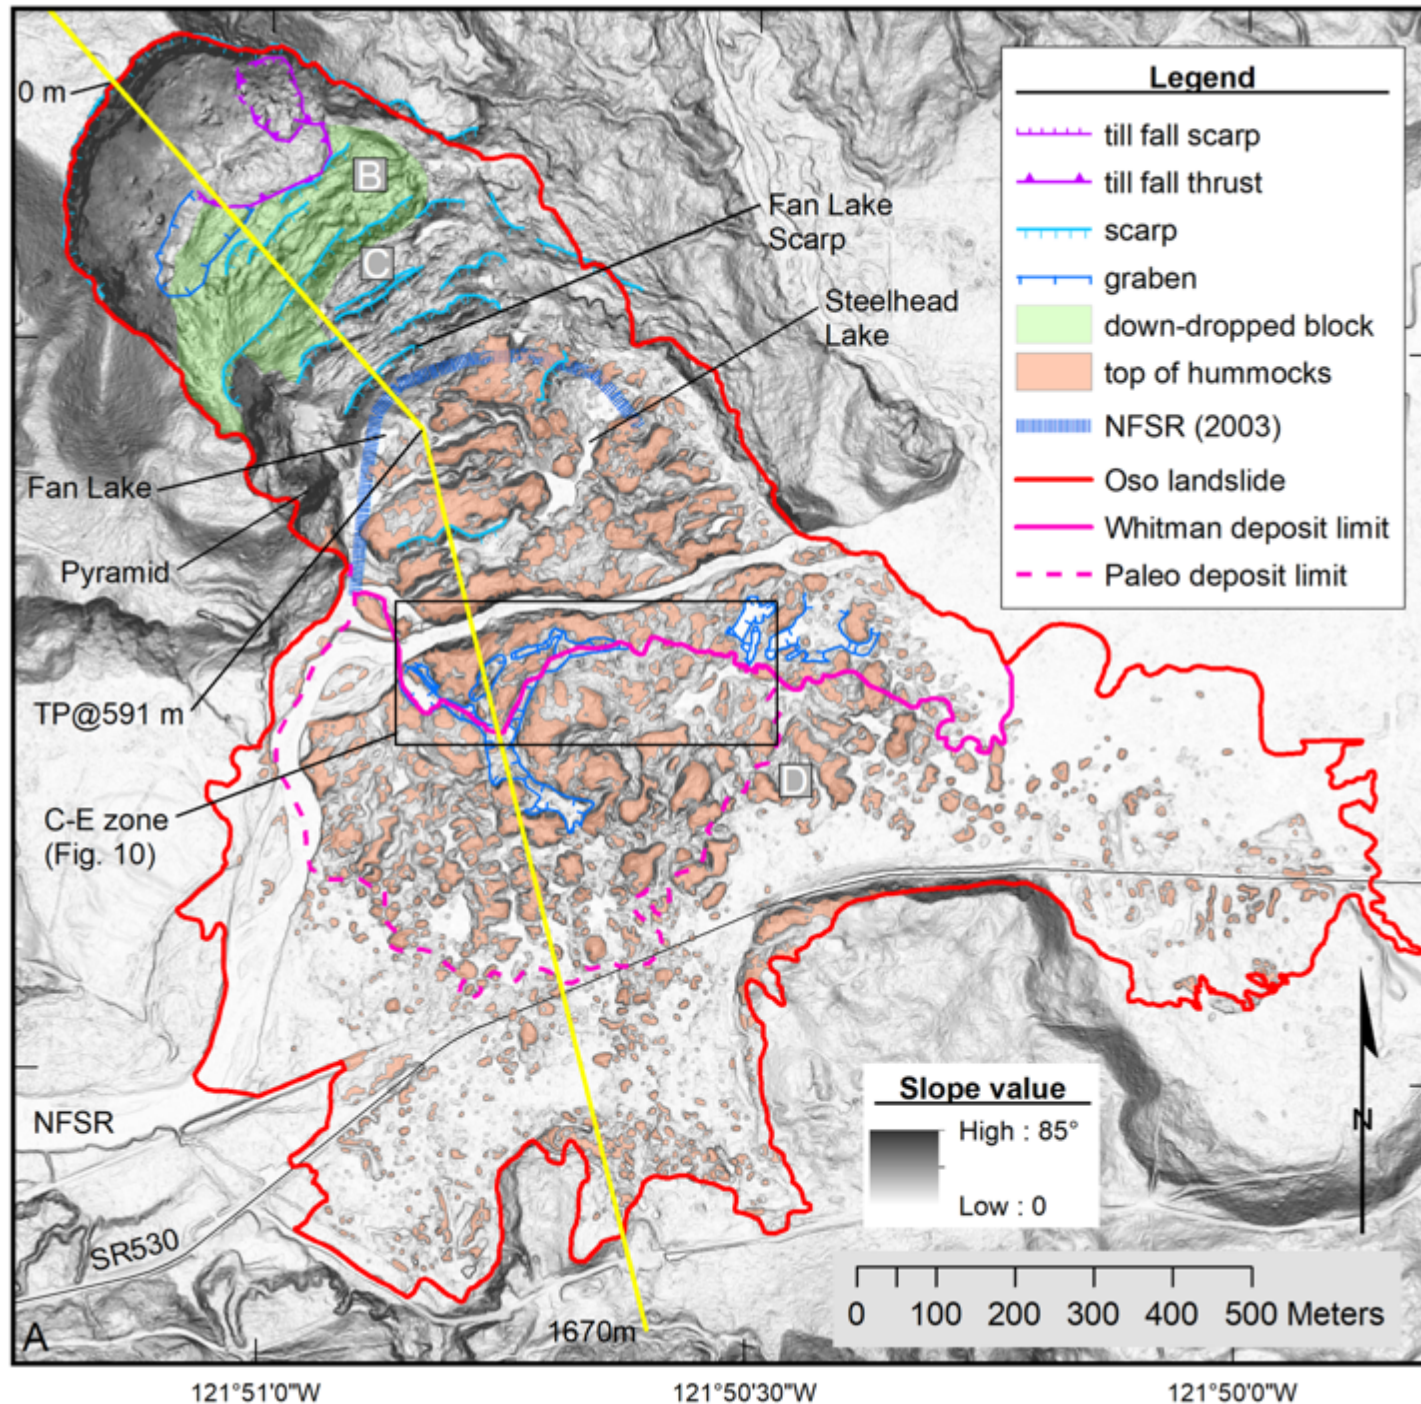 0 m
B
C
Fan Lake
Scarp
Steelhead
Lake
Fan Lake
Pyramid
TP@591 m
C-E zone
(Fig. 10)
D
NFSR
SR530
1670m
A
Legend
till fall scarp
till fall thrust
scarp
graben
down-dropped block
top of hummocks
NFSR (2003)
Oso landslide
Whitman deposit limit
Paleo deposit limit
Slope value
High : 85°
Low : 0
N
0 100 200 300 400 500 Meters
121°51'0"W 121°50'30"W 121°50'0"W